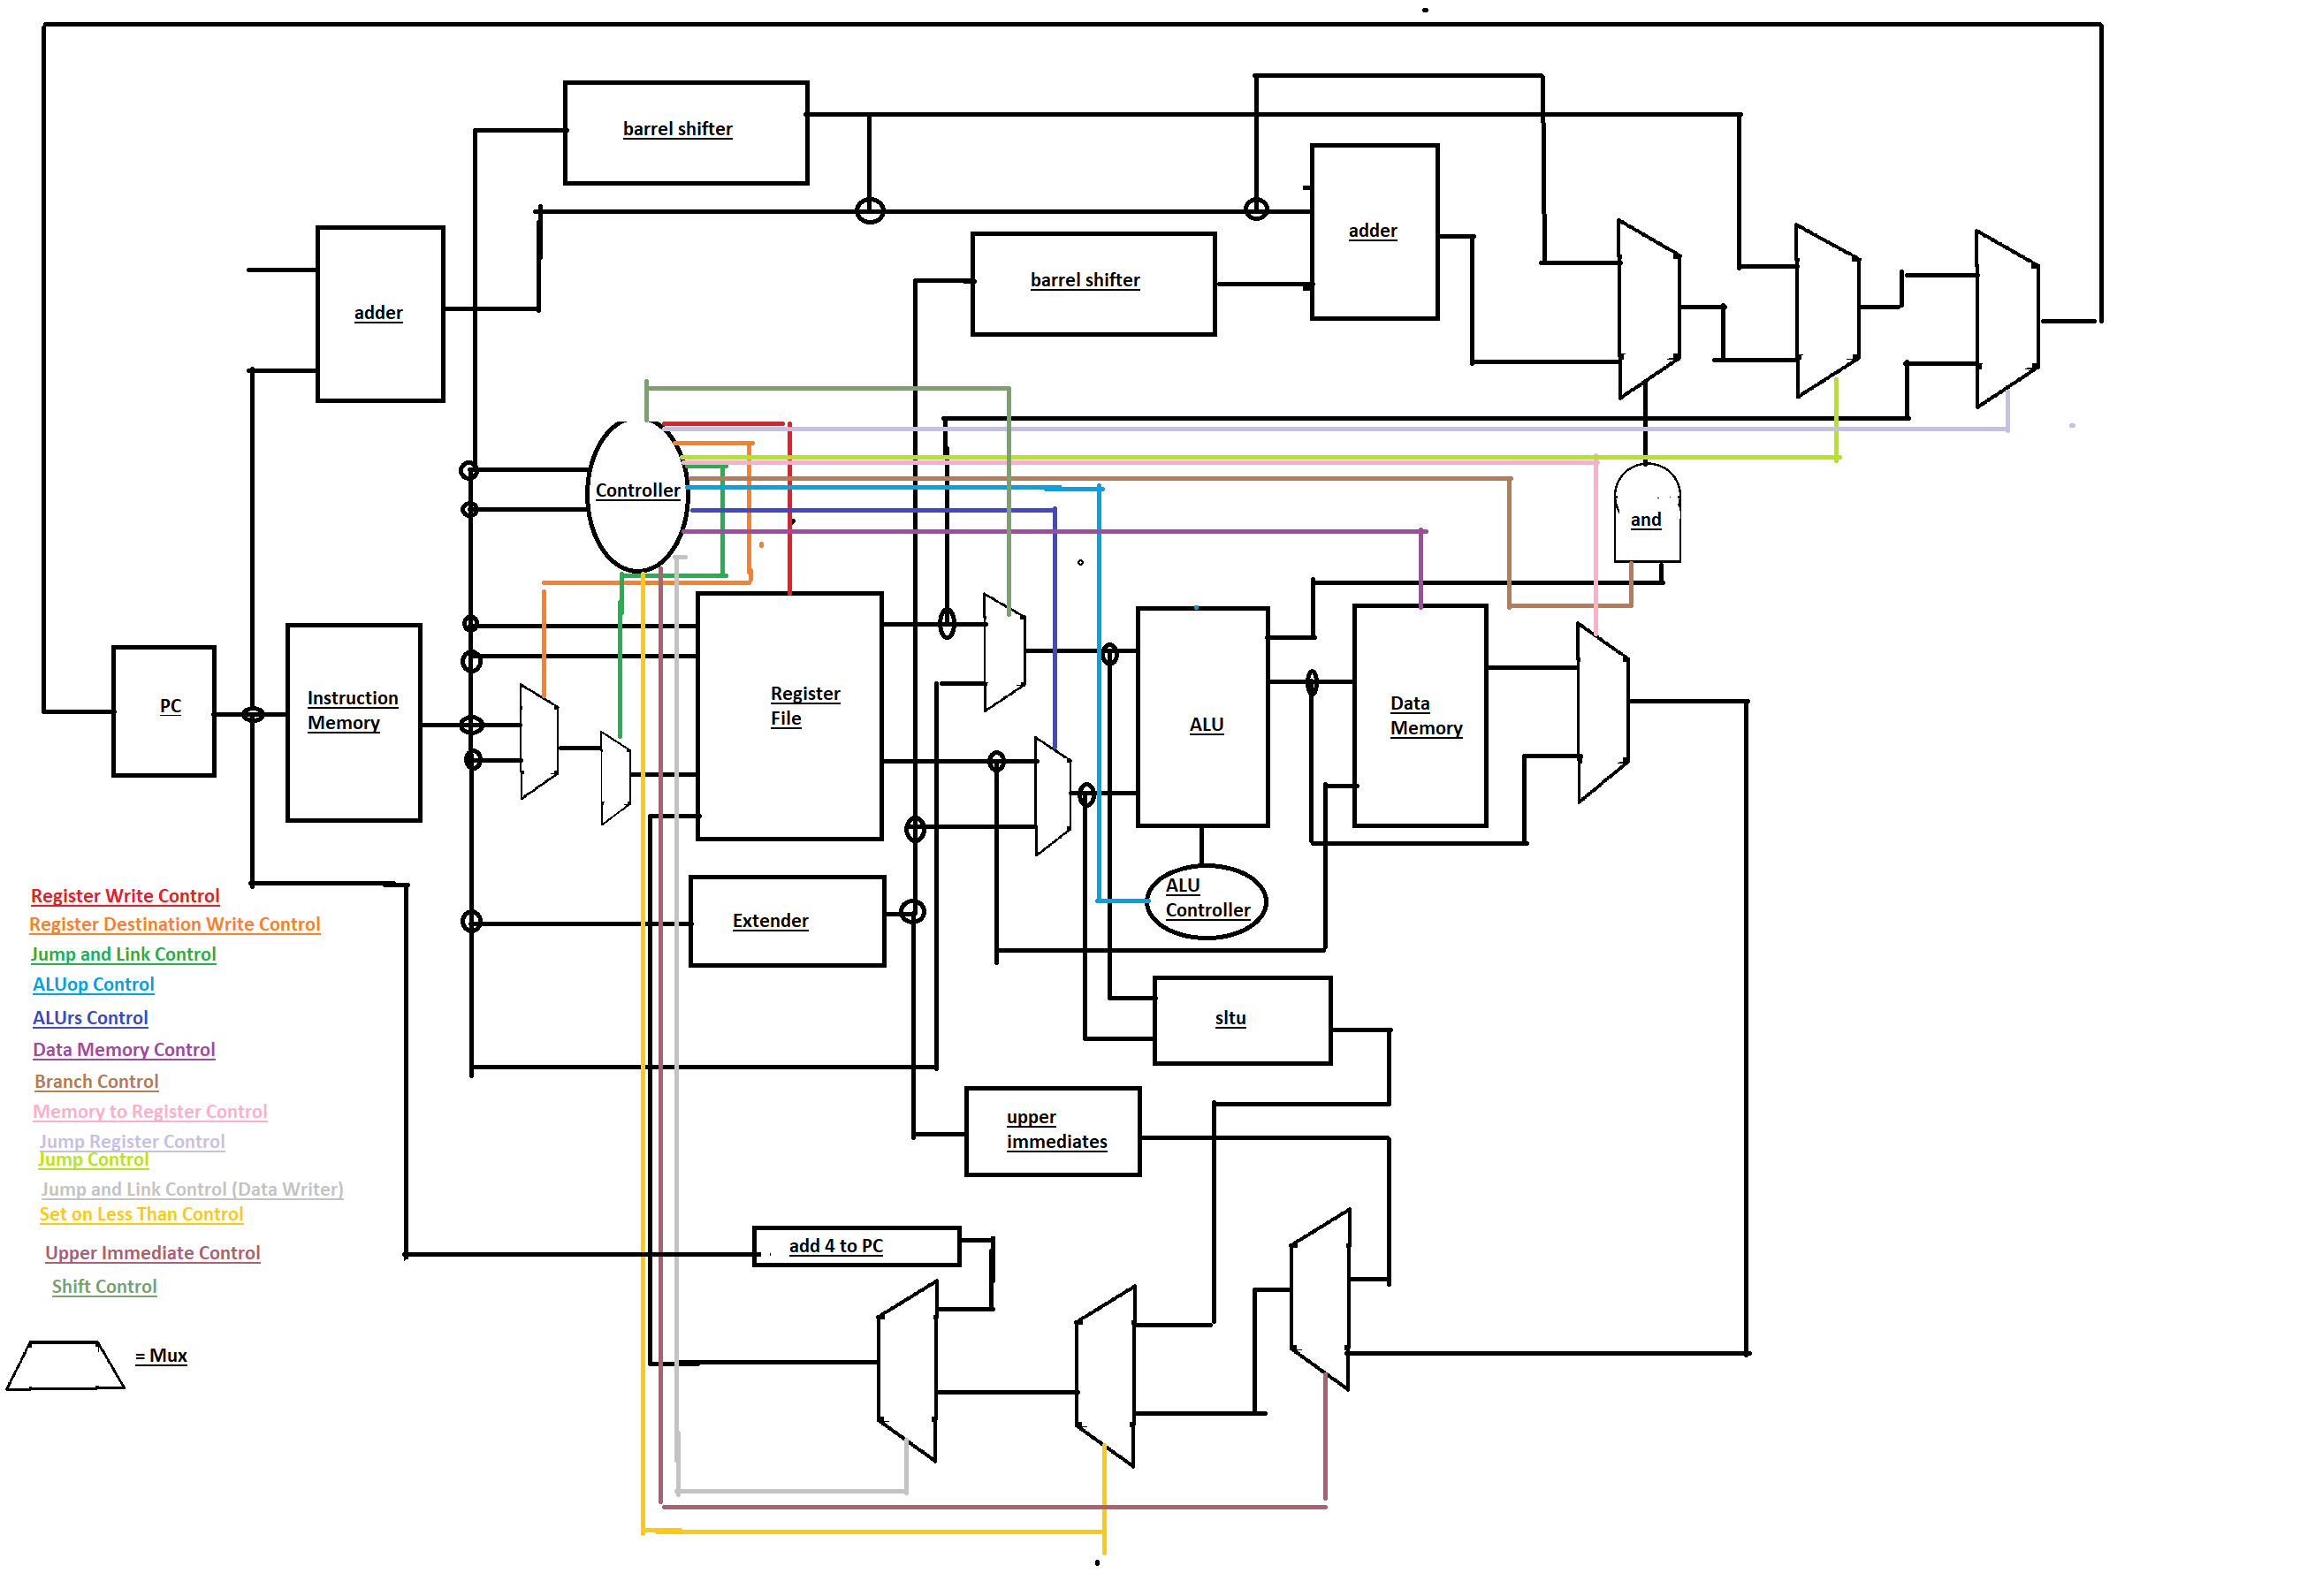 barrel shifter
adder
barrel shifter
adder
Controller
and
PC
Instruction
Memory
Register
File
ALU
Data
Memory
ALU
Controller
Extender
sltu
upper
immediates
add 4 to PC
Register Write Control
Register Destination Write Control
Jump and Link Control
ALUop Control
ALUrs Control
Data Memory Control
Branch Control
Memory to Register Control
Jump Register Control
Jump Control
Jump and Link Control (Data Writer)
Set on Less Than Control
Upper Immediate Control
Shift Control
= Mux